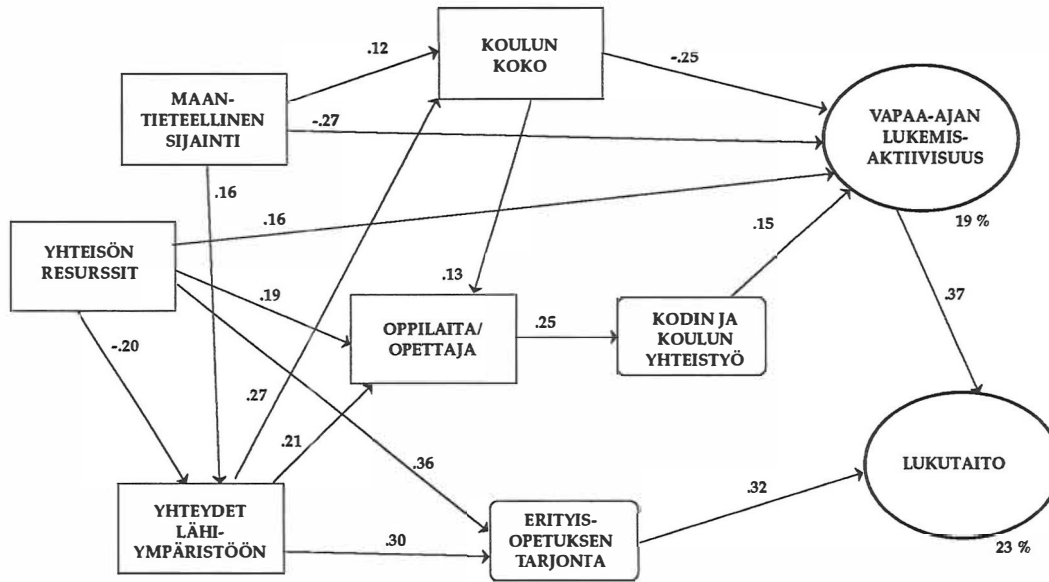 .12
KOULUN
KOKO
-.25
MAAN-
TIETEELLINEN
SIJAINTI
-.27
VAPAA-AJAN
LUKEMIS-
AKTIIVISUUS
.16
.16
.15
19 %
YHTEISÖN
RESURSSIT
.19
.13
.37
OPPILAITA/
OPETTAJA
.25
KODIN JA
KOULUN
YHTEISTYÖ
-.20
.27
.21
.36
.32
LUKUTAITO
YHTEYDET
LÄHI-
YMPÄRISTÖÖN
.30
ERITYIS-
OPETUKSEN
TARJONTA
23 %